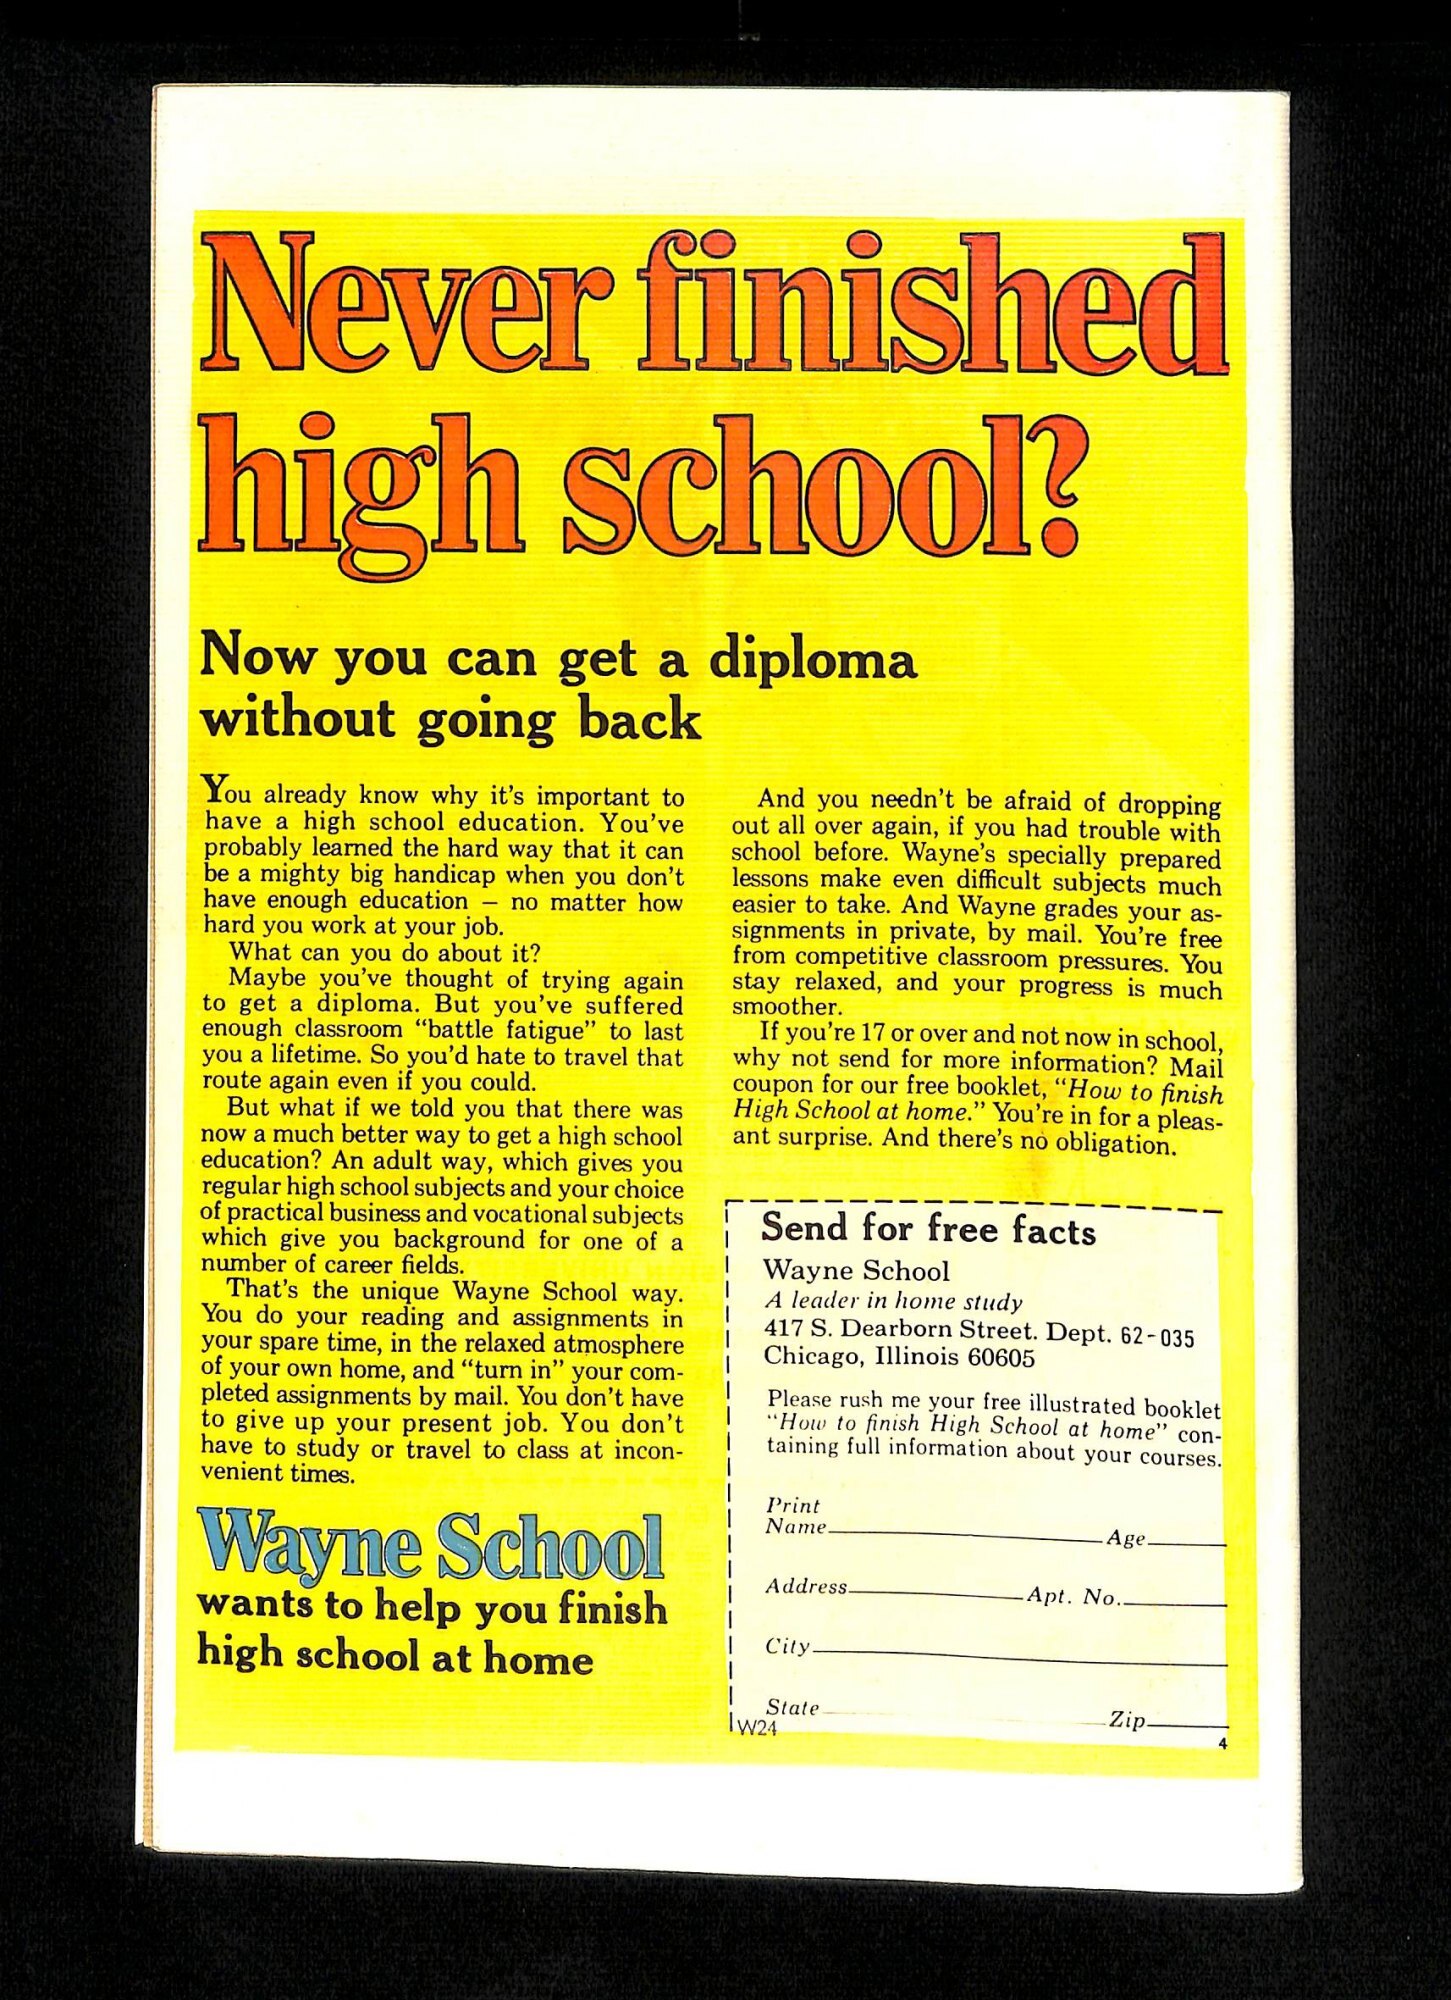 Never finished
high school?
Now you can get a diploma
without going back
You already know why it's important to
have a high school education. You've
probably learned the hard way that it can
be a mighty big handicap when you don't
have enough education – no matter how
hard you work at your job.
What can you do about it?
Maybe you've thought of trying again
to get a diploma. But you've suffered
enough classroom "battle fatigue" to last
you a lifetime. So you'd hate to travel that
route again even if you could.
But what if we told you that there was
now a much better way to get a high school
education? An adult way, which gives you
regular high school subjects and your choice
of practical business and vocational subjects
which give you background for one of a
number of career fields.
That's the unique Wayne School way.
You do your reading and assignments in
your spare time, in the relaxed atmosphere
of your own home, and "turn in" your com-
pleted assignments by mail. You don't have
to give up your present job. You don't
have to study or travel to class at incon-
venient times.
Wayne School
wants to help you finish
high school at home
And you needn't be afraid of dropping
out all over again, if you had trouble with
school before. Wayne's specially prepared
lessons make even difficult subjects much
easier to take. And Wayne grades your as-
signments in private, by mail. You're free
from competitive classroom pressures. You
stay relaxed, and your progress is much
smoother.
If you're 17 or over and not now in school,
why not send for more information? Mail
coupon for our free booklet, "How to finish
High School at home." You're in for a pleas-
ant surprise. And there's no obligation.
Send for free facts
Wayne School
A leader in home study
417 S. Dearborn Street. Dept. 62-035
Chicago, Illinois 60605
Please rush me your free illustrated booklet
"How to finish High School at home" con-
taining full information about your courses.
Print
Name Age
Address Apt. No.
City
State Zip
W24
4